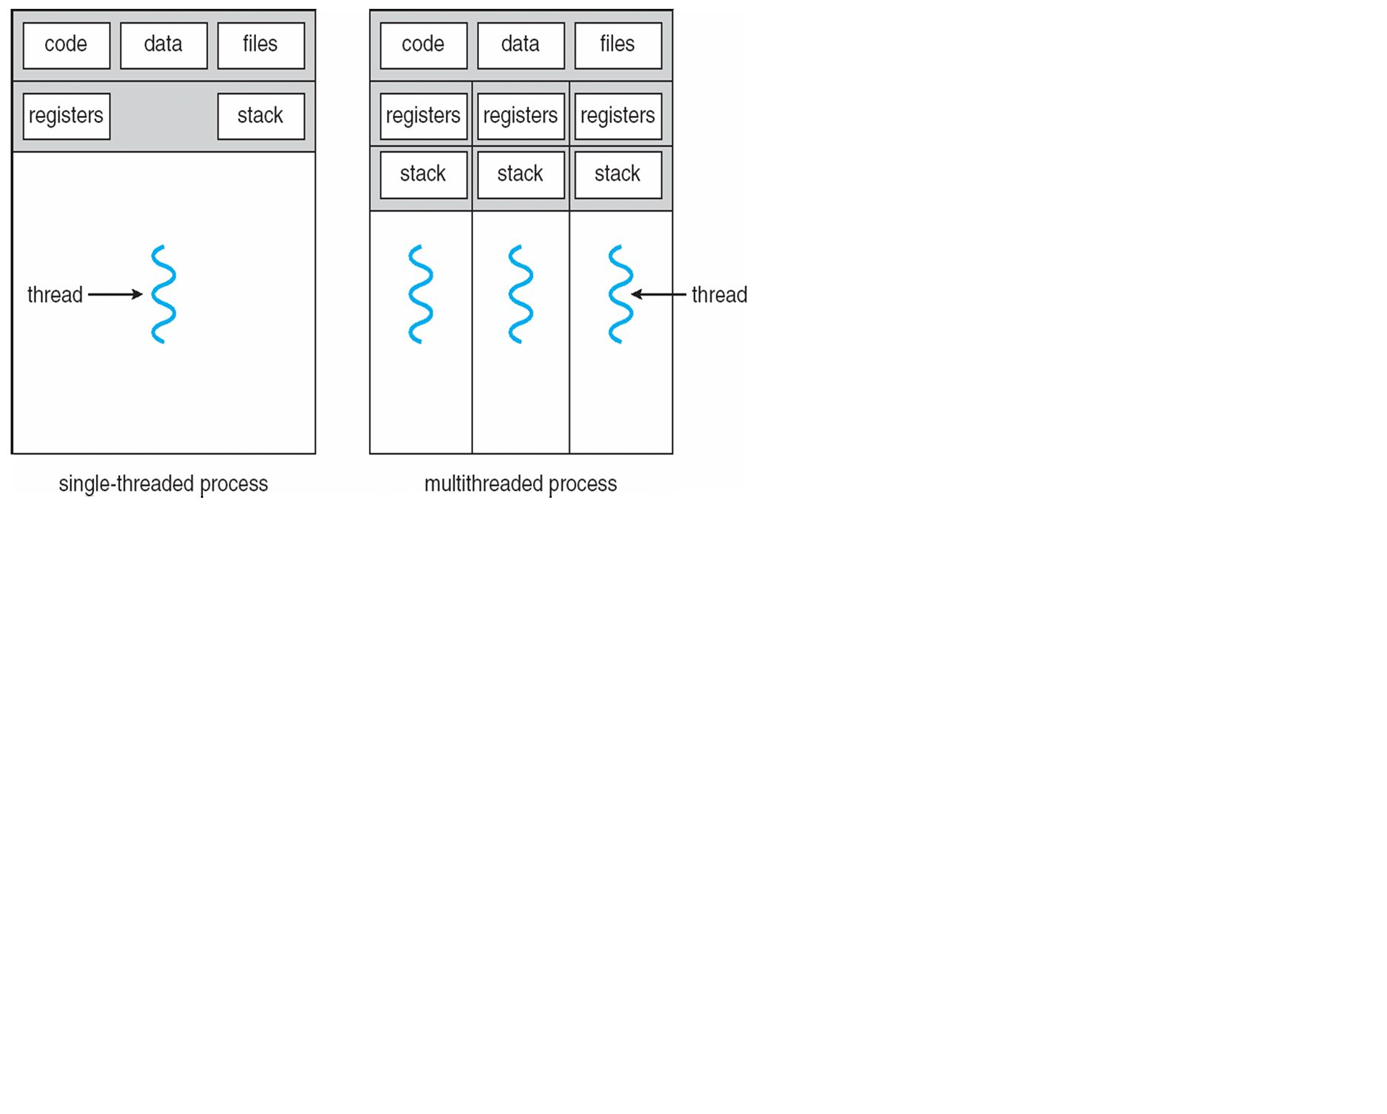 code data files
registers stack
thread
single-threaded process
code data files
registers registers registers
stack stack stack
thread
multithreaded process